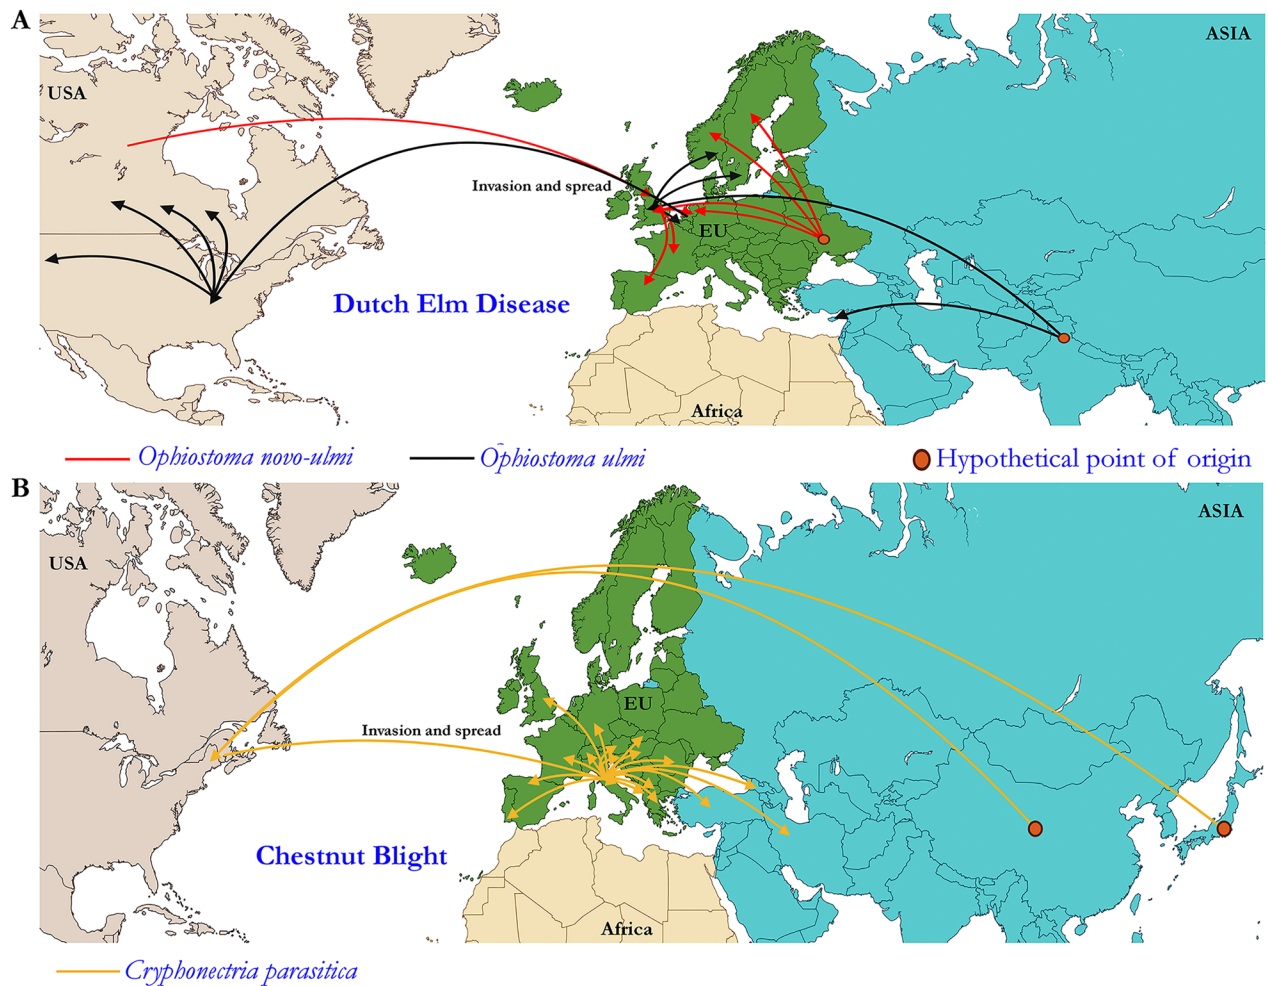 A
ASIA
USA
Invasion and spread
EU
Dutch Elm Disease
Africa
Ophiostoma novo-ulmi
Ophiostoma ulmi
Hypothetical point of origin
B
ASIA
USA
EU
Invasion and spread
Chestnut Blight
Africa
Cryphonectria parasitica